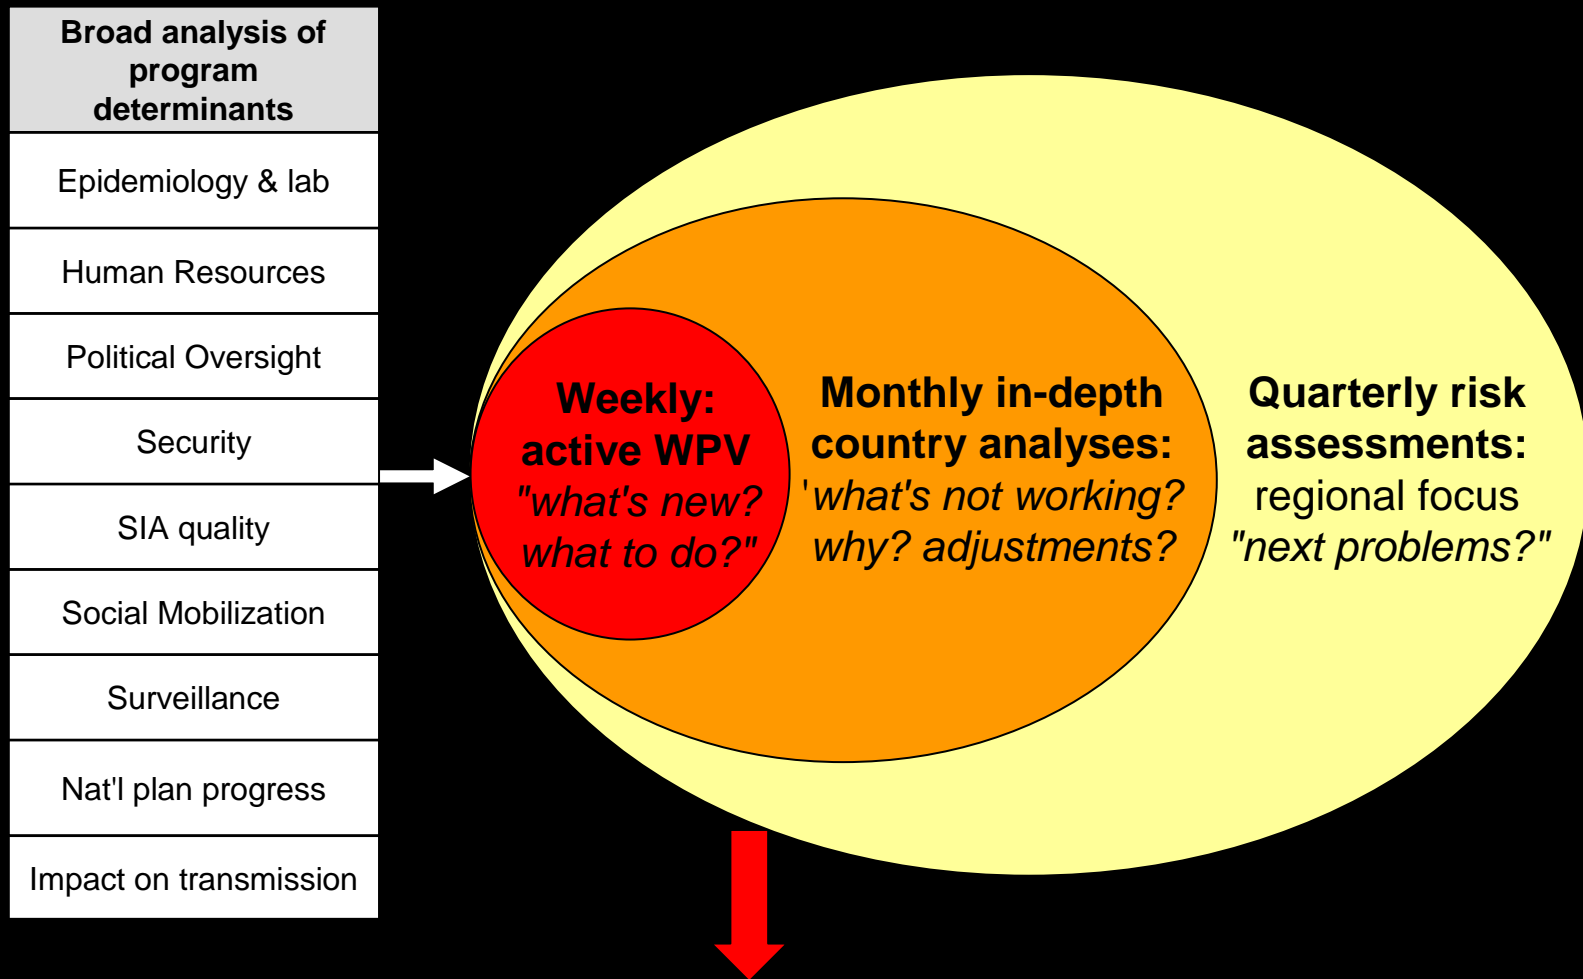 Broad analysis of
program
determinants
Epidemiology & lab
Human Resources
Political Oversight
Security
SIA quality
Social Mobilization
Surveillance
Nat'l plan progress
Impact on transmission
Weekly:
active WPV
"what's new?
what to do?"
Monthly in-depth
country analyses:
'what's not working?
why? adjustments?
Quarterly risk
assessments:
regional focus
"next problems?"